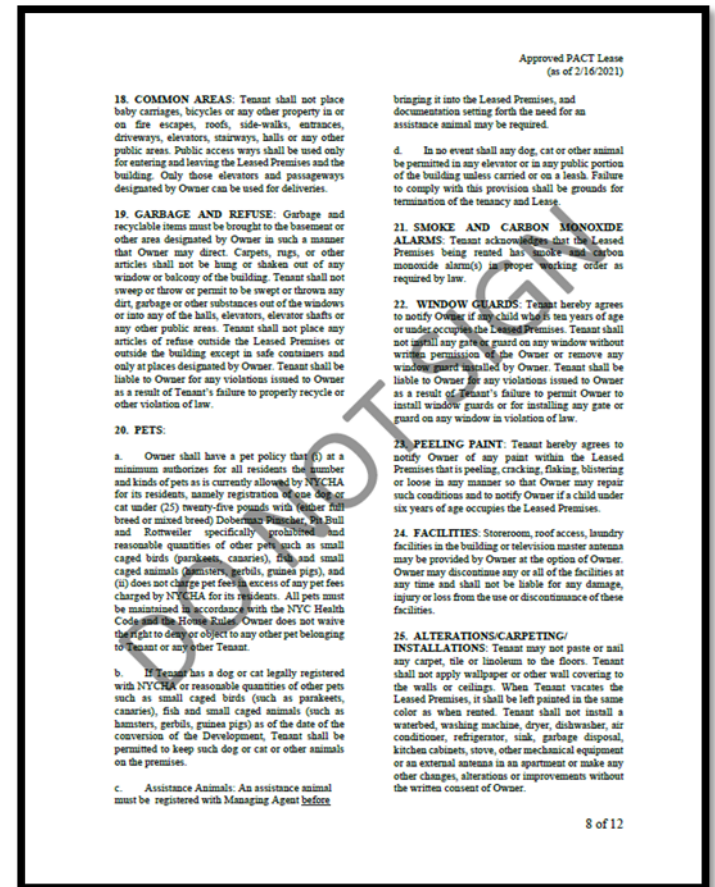 Approved PACT Lease
(as of 2/16/2021)
18. COMMON AREAS: Tenant shall not place
baby carriages, bicycles or any other property in or
on fire escapes, roofs, side-walks, entrances,
driveways, elevators, stairways, halls or any other
public areas. Public access ways shall be used only
for entering and leaving the Leased Premises and the
building. Only those elevators and passageways
designated by Owner can be used for deliveries.
19. GARBAGE AND REFUSE: Garbage and
recyclable items must be brought to the basement or
other area designated by Owner in such a manner
that Owner may direct. Carpets, rugs, or other
articles shall not be hung or shaken out of any
window or balcony of the building. Tenant shall not
sweep or throw or permit to be swept or thrown any
dirt, garbage or other substances out of the windows
or into any of the halls, elevators, elevator shafts or
any other public areas. Tenant shall not place any
articles of refuse outside the Leased Premises or
outside the building except in safe containers and
only at places designated by Owner. Tenant shall be
liable to Owner for any violations issued to Owner
as a result of Tenant's failure to properly recycle or
other violation of law.
20. PETS:
a. Owner shall have a pet policy that (i) at a
minimum authorizes for all residents the number
and kinds of pets as is currently allowed by NYCHA
for its residents, namely registration of one dog or
cat under (25) twenty-five pounds with (either full
breed or mixed breed) Doberman Pinscher, Pit Bull
and Rottweiler specifically prohibited and
reasonable quantities of other pets such as small
caged birds (parakeets, canaries), fish and small
caged animals (hamsters, gerbils, guinea pigs), and
(ii) does not charge pet fees in excess of any pet fees
charged by NYCHA for its residents. All pets must
be maintained in accordance with the NYC Health
Code and the House Rules. Owner does not waive
the right to deny or object to any other pet belonging
to Tenant or any other Tenant.
b. If Tenant has a dog or cat legally registered
with NYCHA or reasonable quantities of other pets
such as small caged birds (such as parakeets,
canaries), fish and small caged animals (such as
hamsters, gerbils, guinea pigs) as of the date of the
conversion of the Development, Tenant shall be
permitted to keep such dog or cat or other animals
on the premises.
c. Assistance Animals: An assistance animal
must be registered with Managing Agent before
bringing it into the Leased Premises, and
documentation setting forth the need for an
assistance animal may be required.
d. In no event shall any dog, cat or other animal
be permitted in any elevator or in any public portion
of the building unless carried or on a leash. Failure
to comply with this provision shall be grounds for
termination of the tenancy and Lease.
21. SMOKE AND CARBON MONOXIDE
ALARMS: Tenant acknowledges that the Leased
Premises being rented has smoke and carbon
monoxide alarm(s) in proper working order as
required by law.
22. WINDOW GUARDS: Tenant hereby agrees
to notify Owner if any child who is ten years of age
or under occupies the Leased Premises. Tenant shall
not install any gate or guard on any window without
written permission of the Owner or remove any
window guard installed by Owner. Tenant shall be
liable to Owner for any violations issued to Owner
as a result of Tenant's failure to permit Owner to
install window guards or for installing any gate or
guard on any window in violation of law.
23. PEELING PAINT: Tenant hereby agrees to
notify Owner of any paint within the Leased
Premises that is peeling, cracking, flaking, blistering
or loose in any manner so that Owner may repair
such conditions and to notify Owner if a child under
six years of age occupies the Leased Premises.
24. FACILITIES: Storeroom, roof access, laundry
facilities in the building or television master antenna
may be provided by Owner at the option of Owner.
Owner may discontinue any or all of the facilities at
any time and shall not be liable for any damage,
injury or loss from the use or discontinuance of these
facilities.
25. ALTERATIONS/CARPETING/
INSTALLATIONS: Tenant may not paste or nail
any carpet, tile or linoleum to the floors. Tenant
shall not apply wallpaper or other wall covering to
the walls or ceilings. When Tenant vacates the
Leased Premises, it shall be left painted in the same
color as when rented. Tenant shall not install a
waterbed, washing machine, dryer, dishwasher, air
conditioner, refrigerator, sink, garbage disposal,
kitchen cabinets, stove, other mechanical equipment
or an external antenna in an apartment or make any
other changes, alterations or improvements without
the written consent of Owner.
8 of 12
DO NOT SIGN